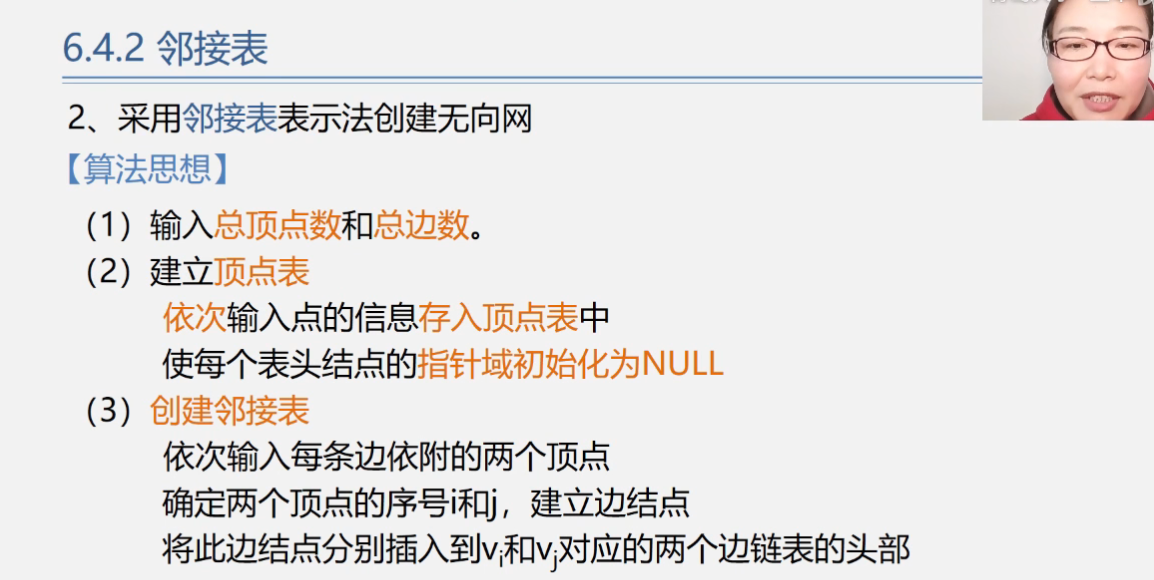 6.4.2 邻接表
2、采用邻接表表示法创建无向网
【算法思想】
（1）输入总顶点数和总边数。
（2）建立顶点表
依次输入点的信息存入顶点表中
使每个表头结点的指针域初始化为NULL
（3）创建邻接表
依次输入每条边依附的两个顶点
确定两个顶点的序号i和j，建立边结点
将此边结点分别插入到vi和vj对应的两个边链表的头部